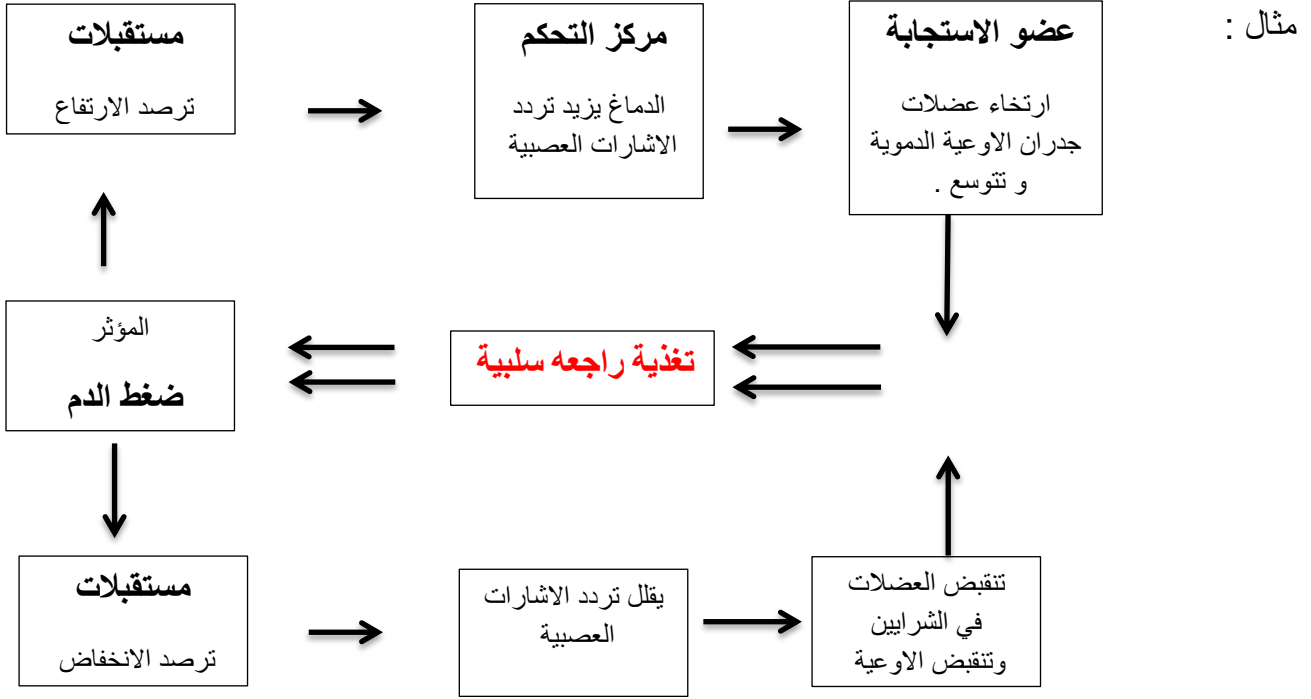 مثال :
عضو الاستجابة
ارتخاء عضلات
جدران الاوعية الدموية
و تتوسع .
مركز التحكم
الدماغ يزيد تردد
الاشارات العصبية
مستقبلات
ترصد الارتفاع
تغذية راجعه سلبية
المؤثر
ضغط الدم
تنقبض العضلات
في الشرايين
وتنقبض الاوعية
يقلل تردد الاشارات
العصبية
مستقبلات
ترصد الانخفاض